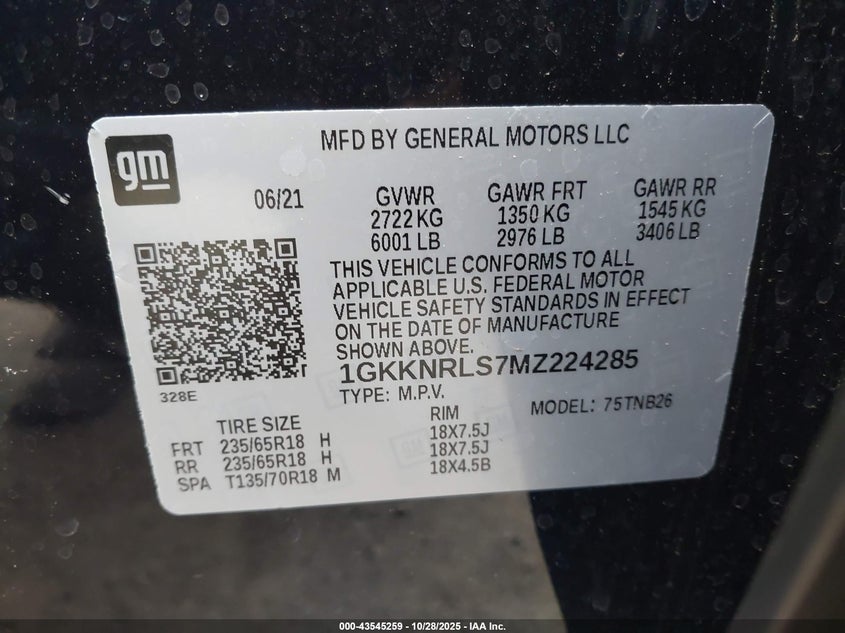 gm
MFD BY GENERAL MOTORS LLC
06/21
GVWR GAWR FRT GAWR RR
2722 KG 1350 KG 1545 KG
6001 LB 2976 LB 3406 LB
THIS VEHICLE CONFORMS TO ALL
APPLICABLE U.S. FEDERAL MOTOR
VEHICLE SAFETY STANDARDS IN EFFECT
ON THE DATE OF MANUFACTURE
SHOWN ABOVE.
1GKKNRLS7MZ224285
328E
TYPE: M.P.V. MODEL: 75TNB26
TIRE SIZE RIM
FRT 235/65R18 H 18X7.5J
RR 235/65R18 H 18X7.5J
SPA T135/70R18 M 18X4.5B
000-43545259 - 10/28/2025 - IAA Inc.